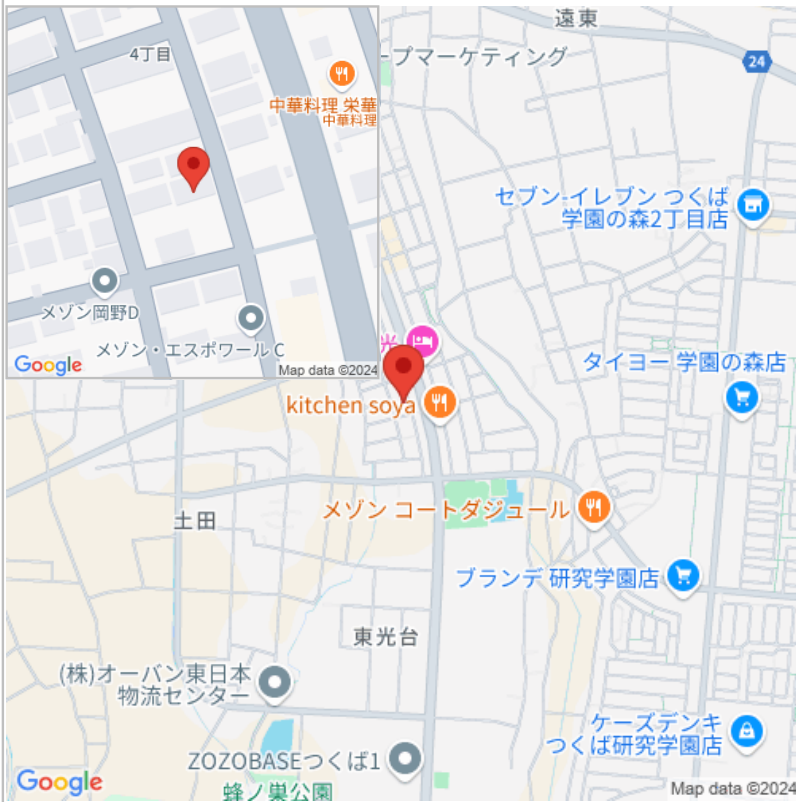 4丁目
中華料理 栄華
中華料理
メゾン岡野D
メゾン・エスポワール C
Google
Map data ©2024
遠東
ープマーケティング
24
セブン-イレブン つくば
学園の森2丁目店
光
タイヨー 学園の森店
kitchen soya
メゾン コートダジュール
土田
ブランデ 研究学園店
東光台
(株)オーバン東日本
物流センター
ケーズデンキ
つくば研究学園店
ZOZOBASEつくば1
蜂ノ巣公園
Google
Map data ©2024